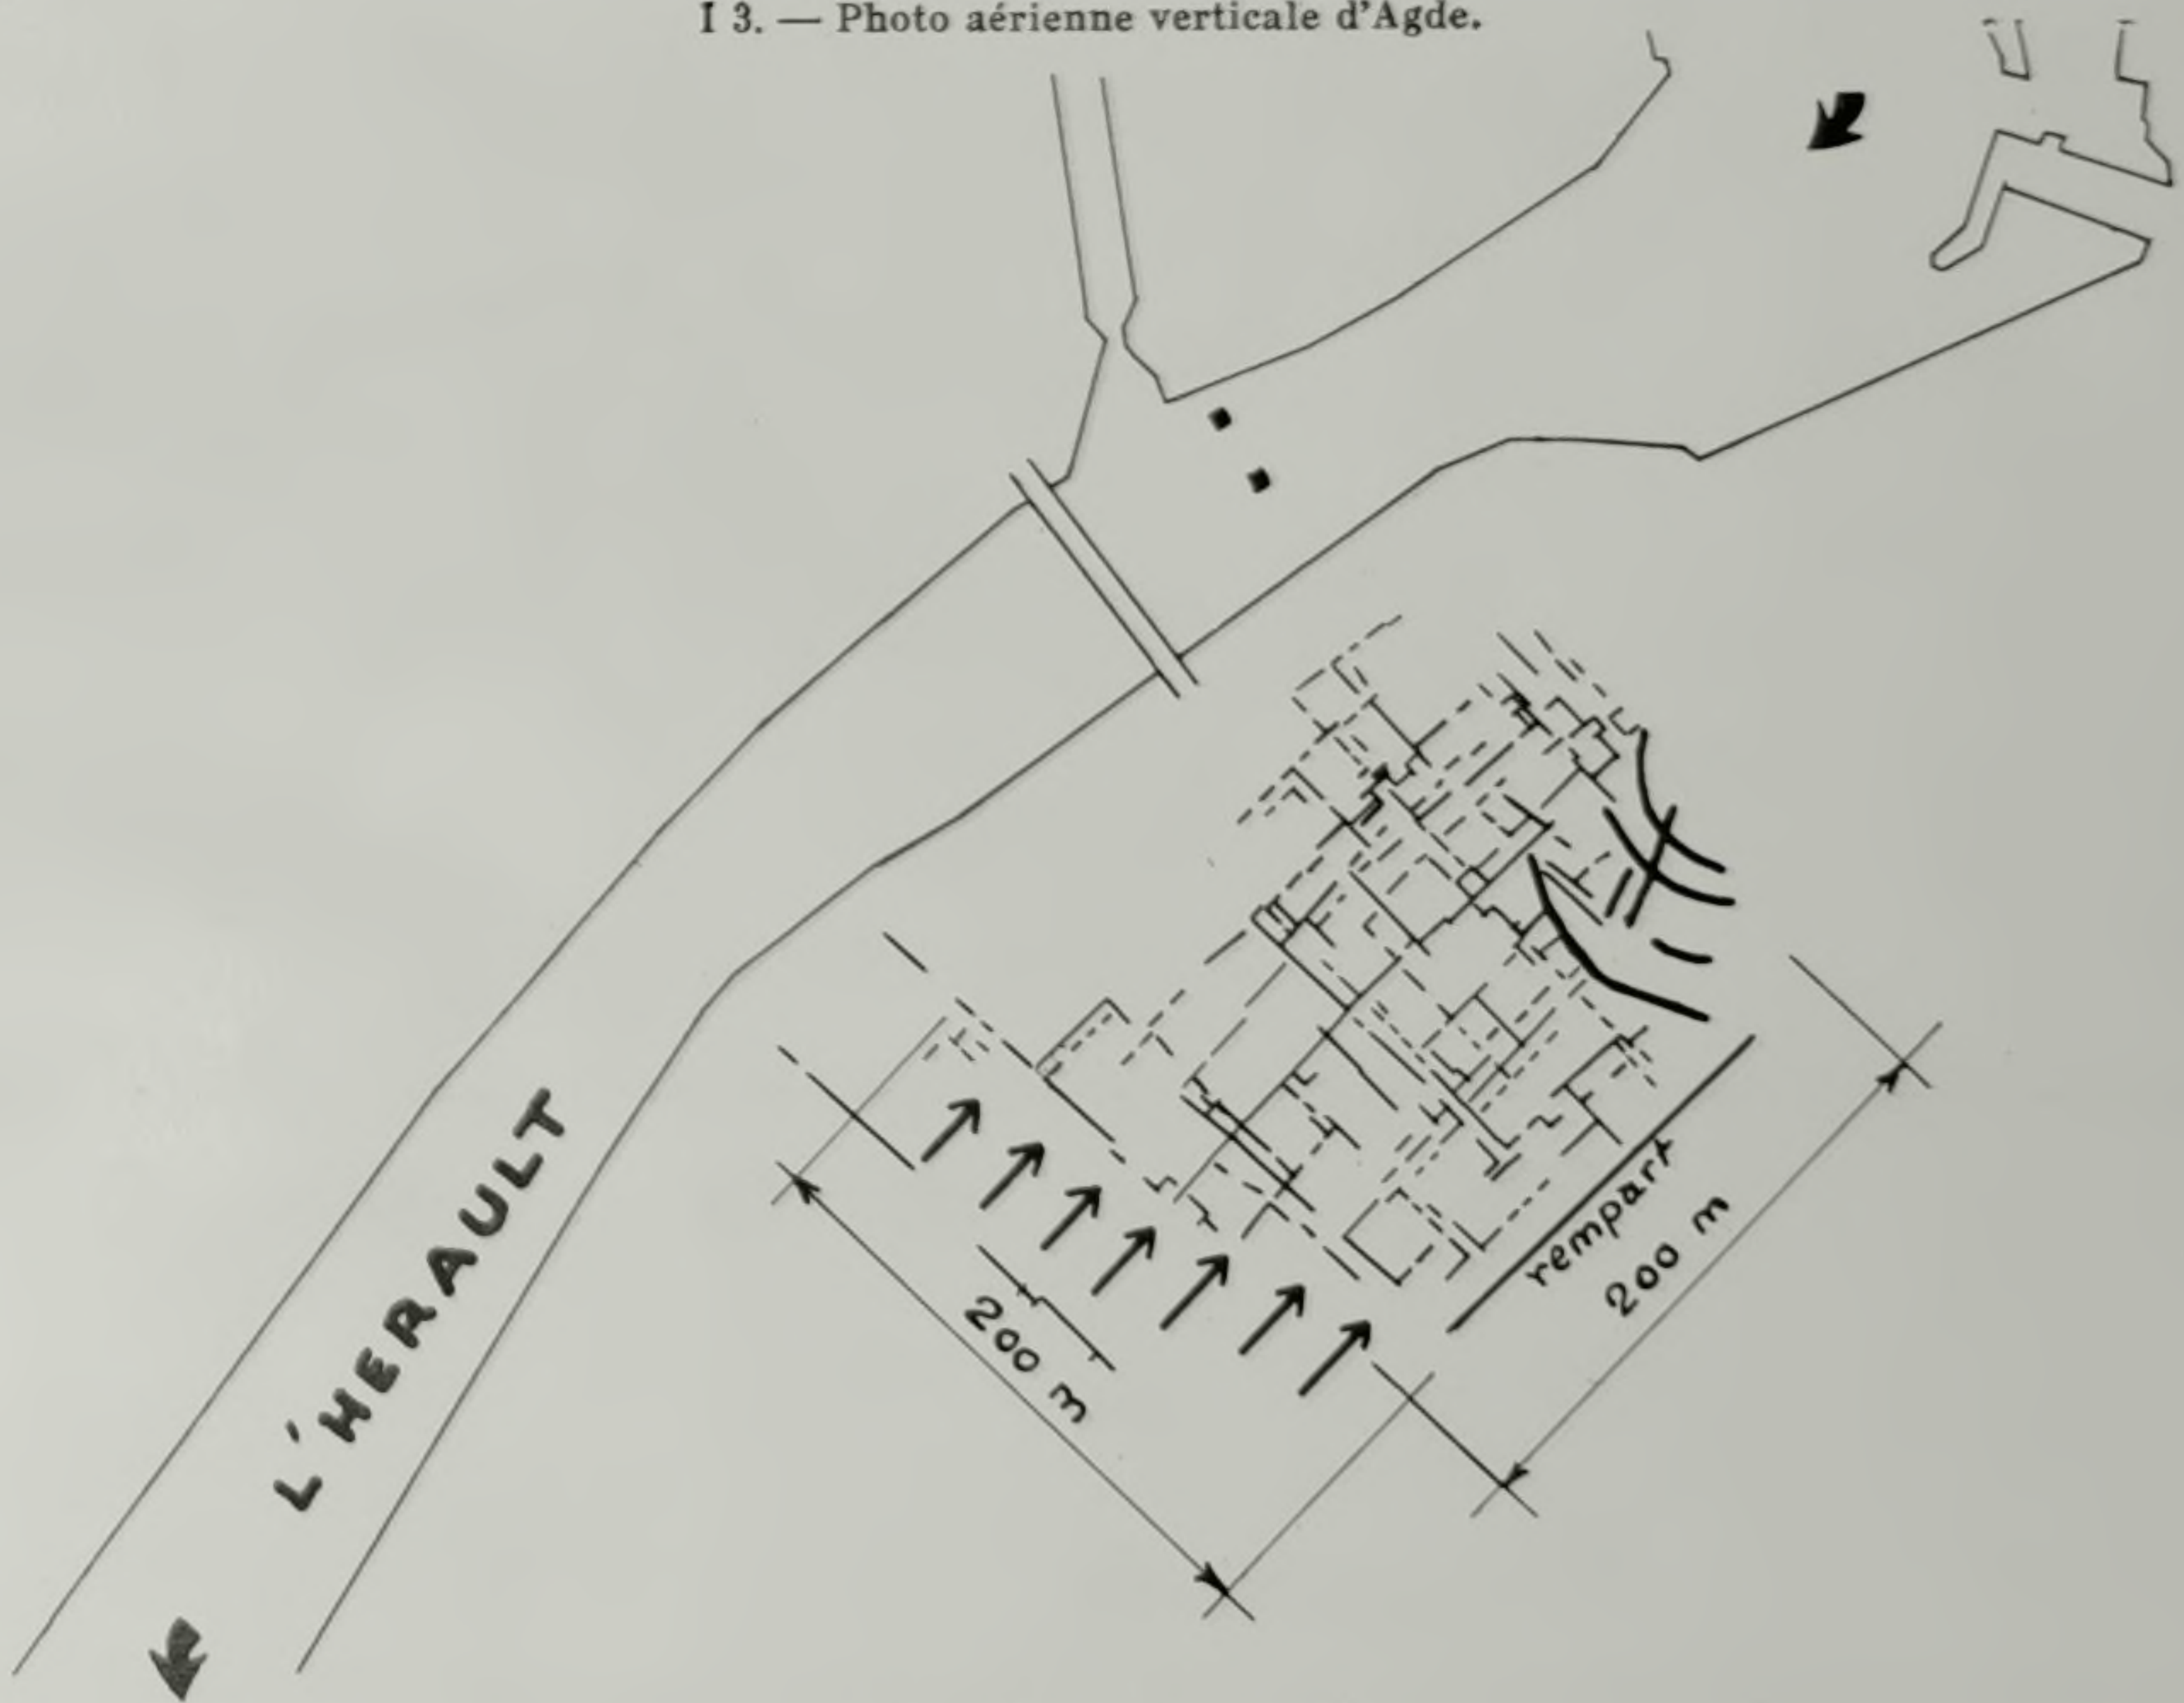 I 3. — Photo aérienne verticale d'Agde.
L'HERAULT
rempart
200 m
200 m